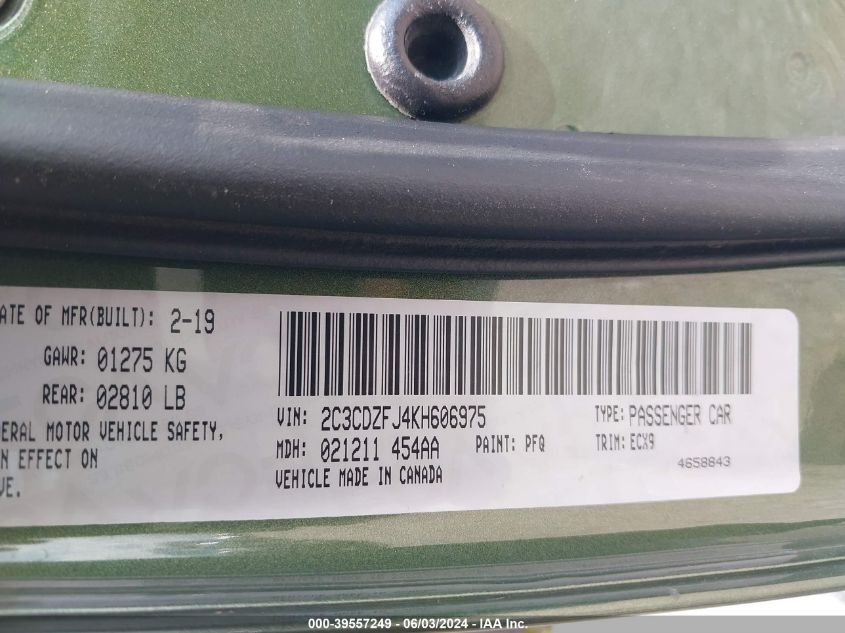 ATE OF MFR(BUILT): 2-19
GAWR: 01275 KG
REAR: 02810 LB
ERAL MOTOR VEHICLE SAFETY,
N EFFECT ON
VE.
VIN: 2C3CDZFJ4KH606975
TYPE: PASSENGER CAR
MDH: 021211 454AA
PAINT: PFQ
TRIM: ECX9
VEHICLE MADE IN CANADA
4658843
000-39557249 - 06/03/2024 - IAA Inc.